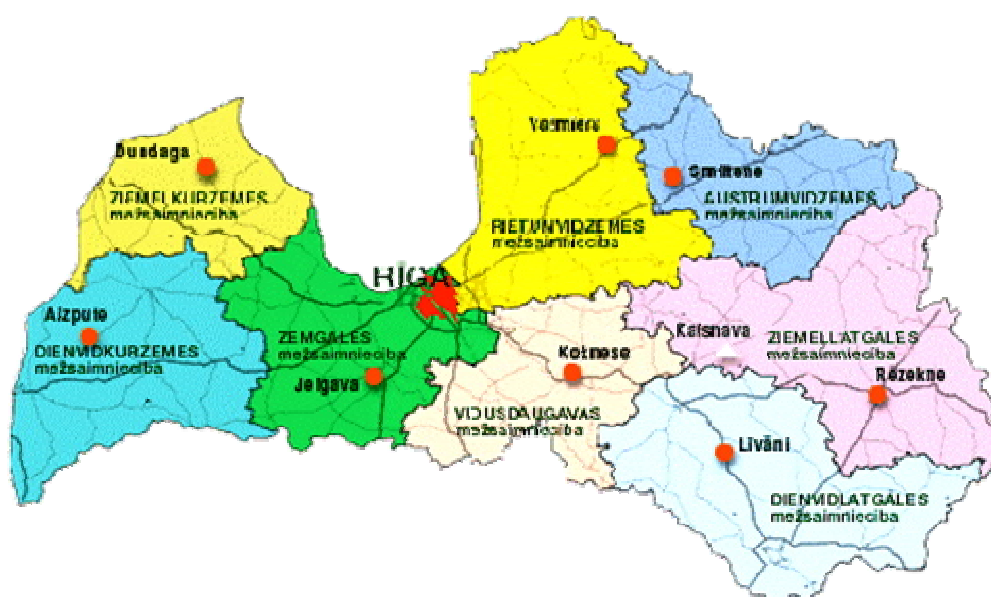 Dundaga
ZIEMEĻKURZEMES
mežsaimniecība
Aizpute
DIENVIDKURZEMES
mežsaimniecība
RĪGA
ZEMGALES
mežsaimniecība
Jelgava
Valmiera
RIETUMVIDZEMES
mežsaimniecība
Smiltene
AUSTRUMVIDZEMES
mežsaimniecība
Kalsnava
ZIEMEĻLATGALES
mežsaimniecība
Rēzekne
Koknese
VIDUSDAUGAVAS
mežsaimniecība
Līvāni
DIENVIDLATGALES
mežsaimniecība